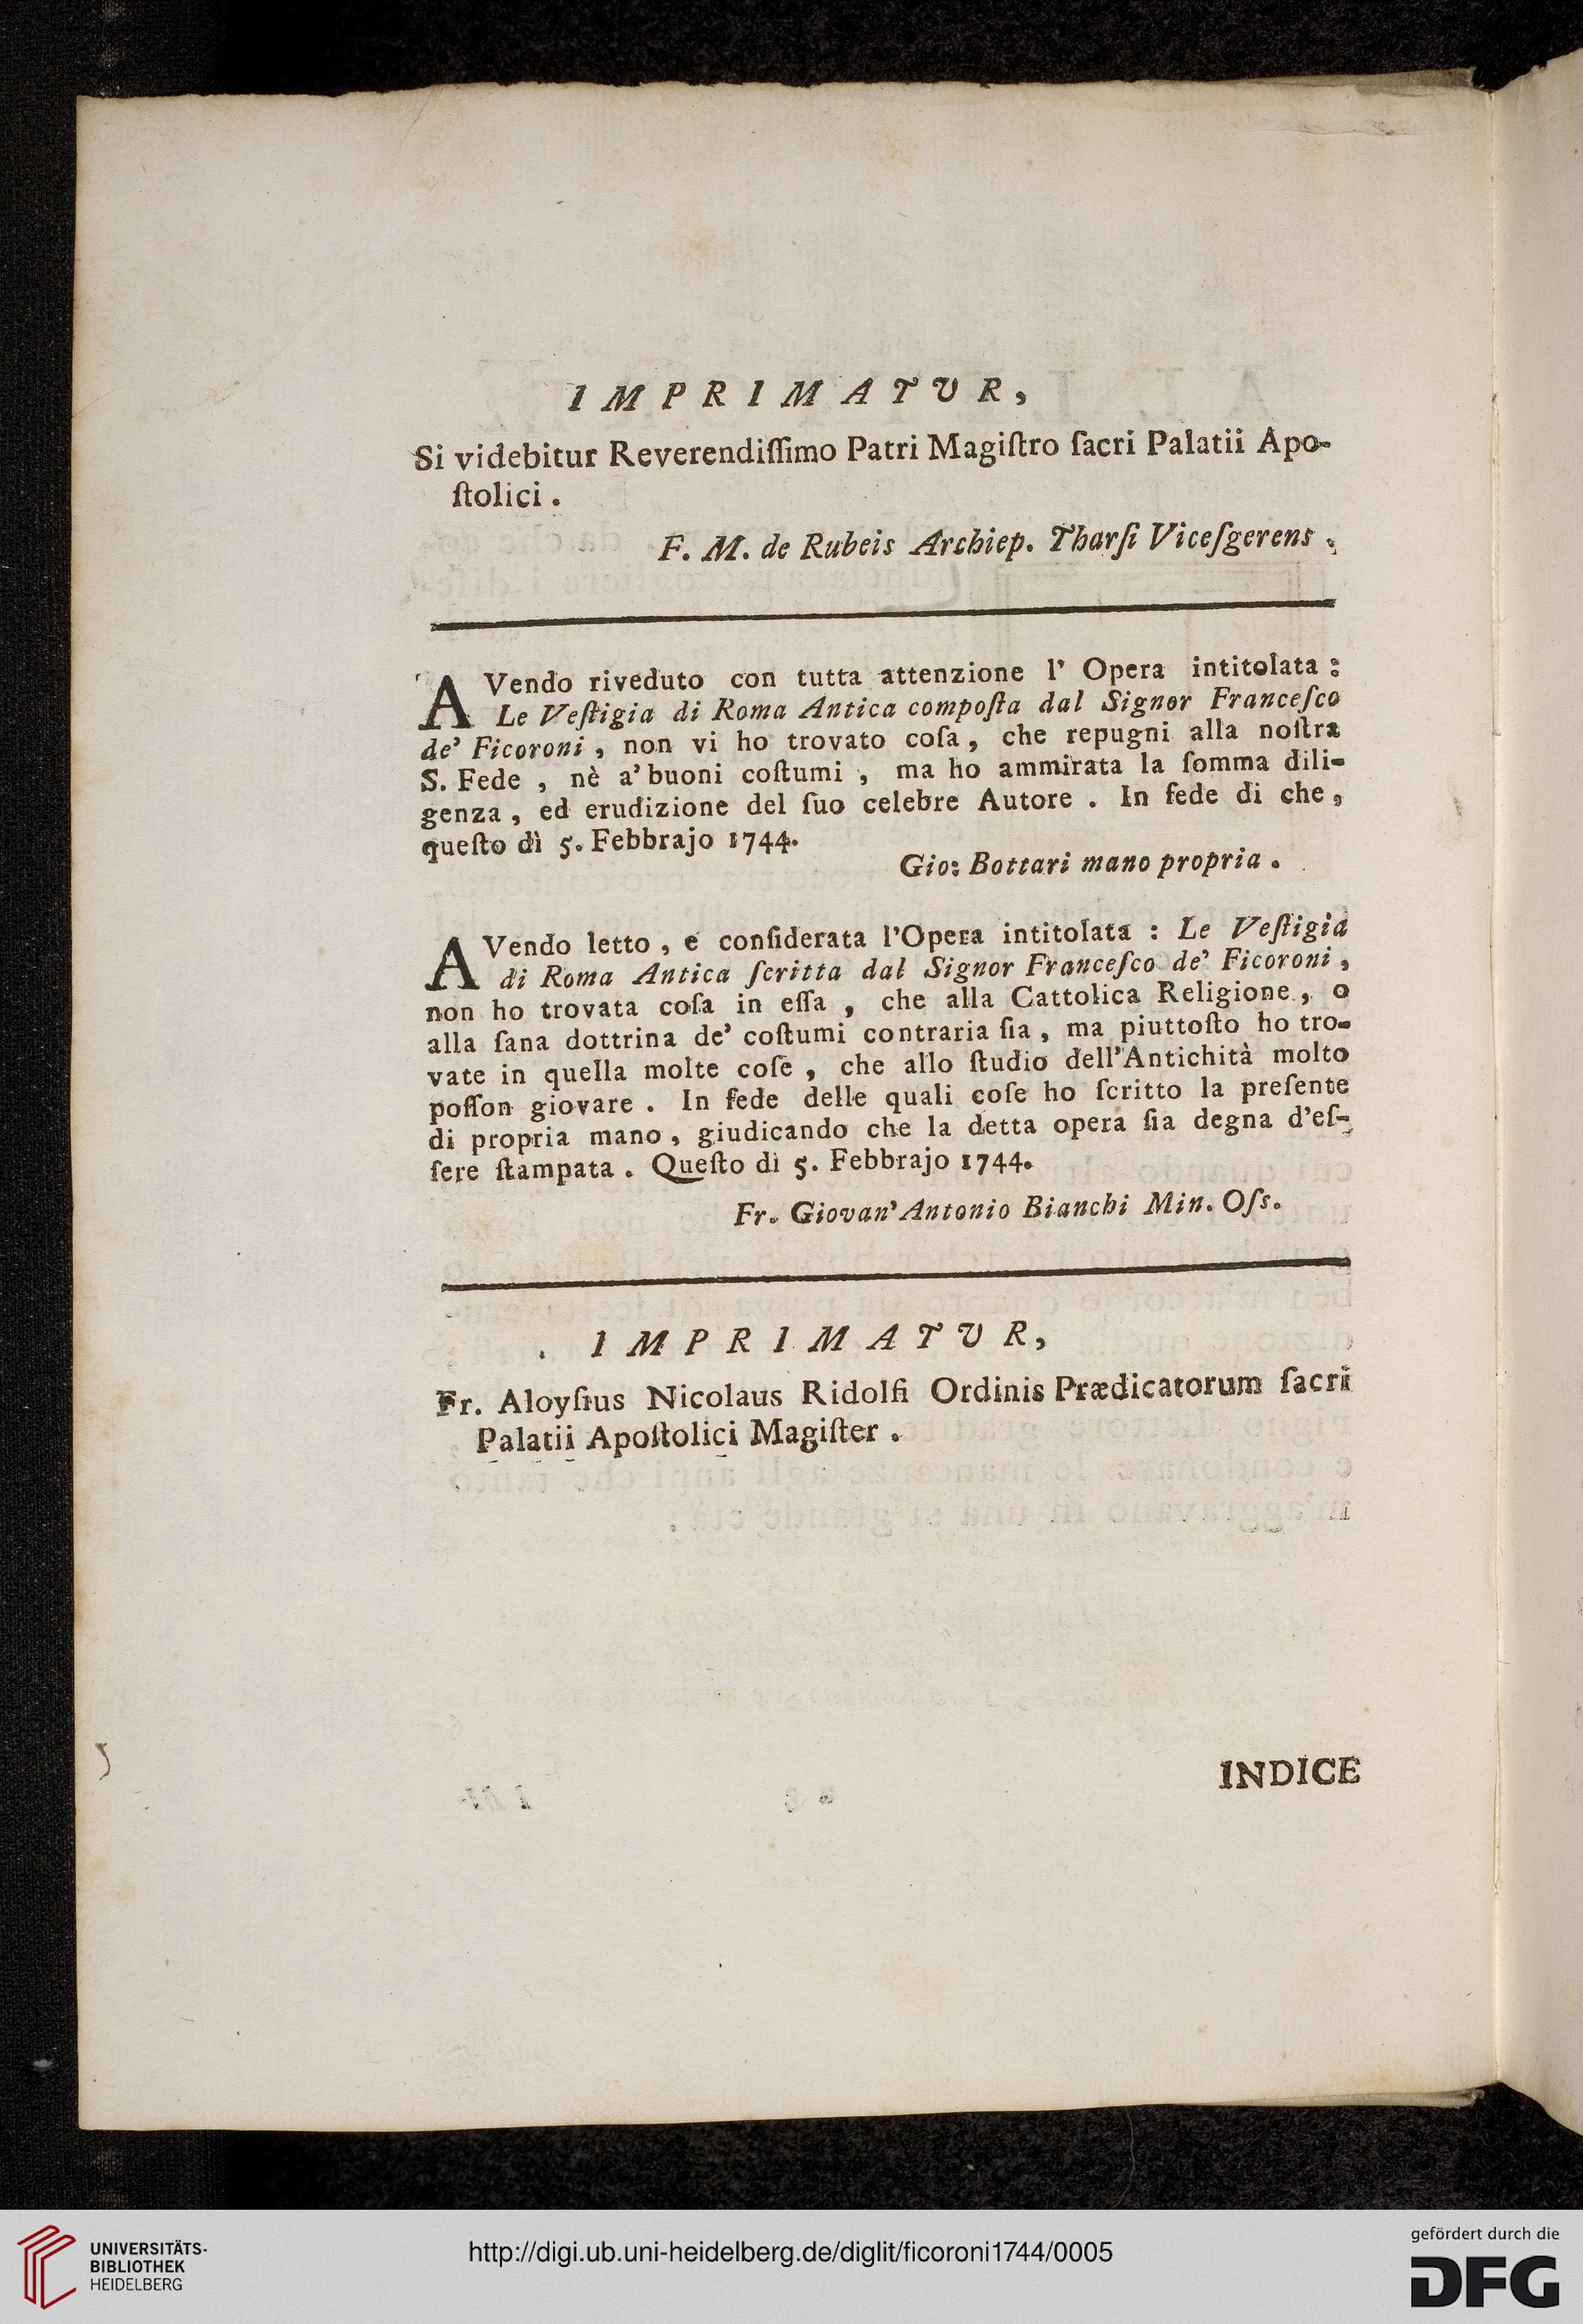 IMPRIMATVR,
Si videbitur Reverendiſſimo Patri Magiſtro ſacri Palatii Apo-
ſtolici .
F. M. de Rubeis Archiep. Tharſi Viceſgerens .
AVendo riveduto con tutta attenzione l' Opera intitolata :
Le Veſtigia di Roma Antica compoſta dal Signor Franceſco
de' Ficoroni , non vi ho trovato coſa , che repugni alla noſtra
S. Fede , nè a' buoni coſtumi , ma ho ammirata la ſomma dili-
genza , ed erudizione del ſuo celebre Autore . In fede di che ,
queſto dì 5. Febbrajo 1744.
Gio: Bottari mano propria .
AVendo letto , e conſiderata l'Opera intitolata : Le Veſtigia
di Roma Antica ſcritta dal Signor Franceſco de' Ficoroni ,
non ho trovata coſa in eſſa , che alla Cattolica Religione , o
alla ſana dottrina de' coſtumi contraria ſia , ma piuttoſto ho tro-
vate in quella molte coſe , che allo ſtudio dell'Antichità molto
poſſon giovare . In fede delle quali coſe ho ſcritto la preſente
di propria mano , giudicando che la detta opera ſia degna d'eſ-
ſere ſtampata . Queſto dì 5. Febbrajo 1744.
Fr. Giovan' Antonio Bianchi Min. Oſs.
IMPRIMATVR,
Fr. Aloyſius Nicolaus Ridolfi Ordinis Prædicatorum ſacri
Palatii Apoſtolici Magiſter .
INDICE
UNIVERSITÄTS-
BIBLIOTHEK
HEIDELBERG
http://digi.ub.uni-heidelberg.de/diglit/ficoroni1744/0005
gefördert durch die
DFG